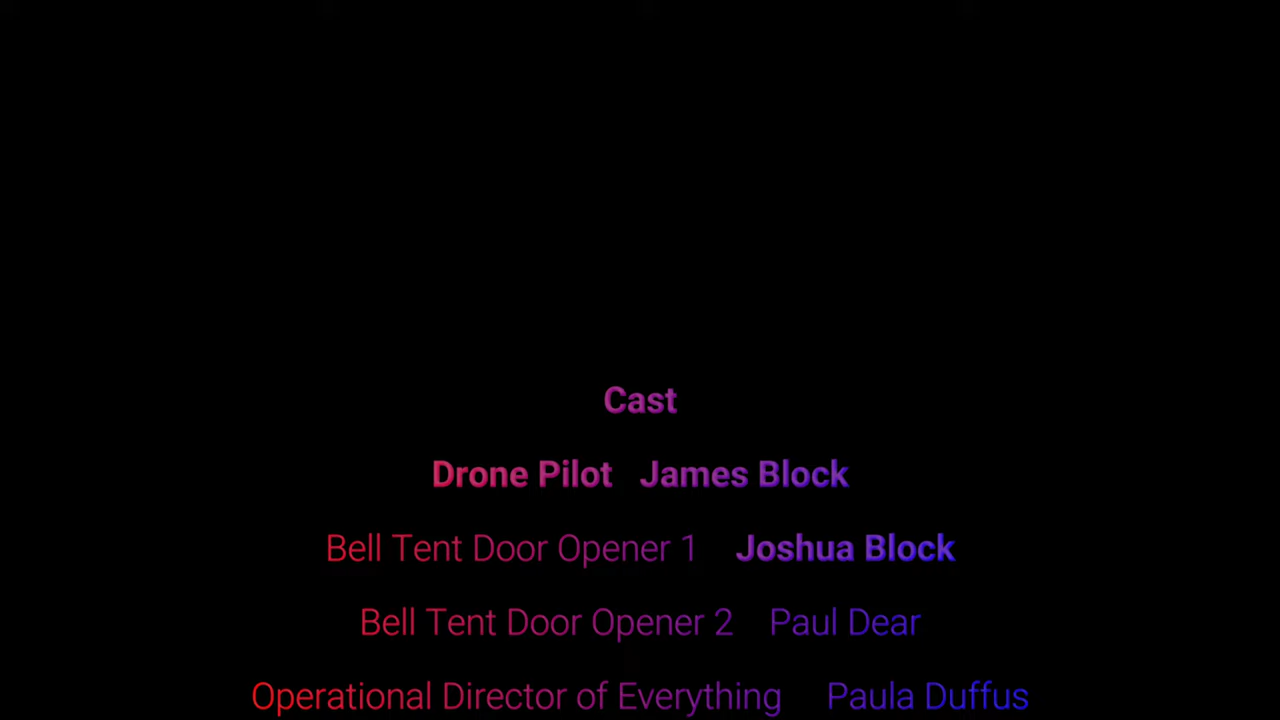 Cast
Drone Pilot James Block
Bell Tent Door Opener 1 Joshua Block
Bell Tent Door Opener 2 Paul Dear
Operational Director of Everything Paula Duffus